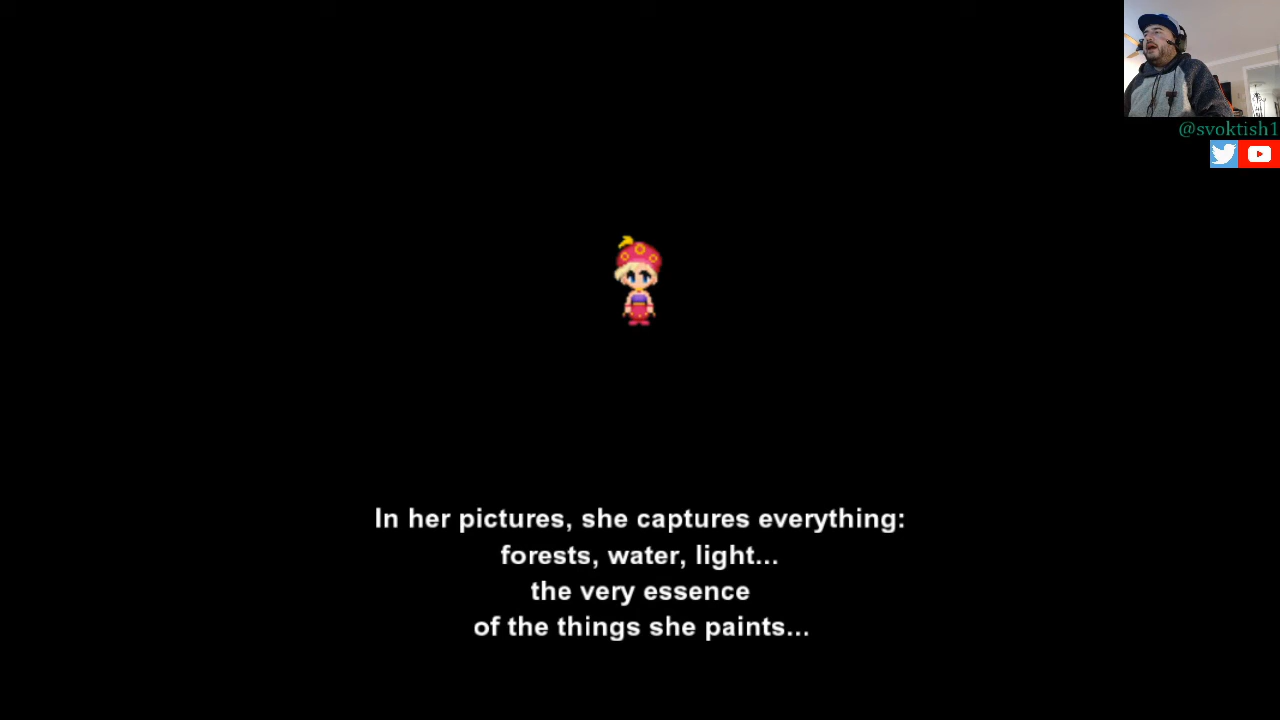 @svoktish1
In her pictures, she captures everything:
forests, water, light...
the very essence
of the things she paints...